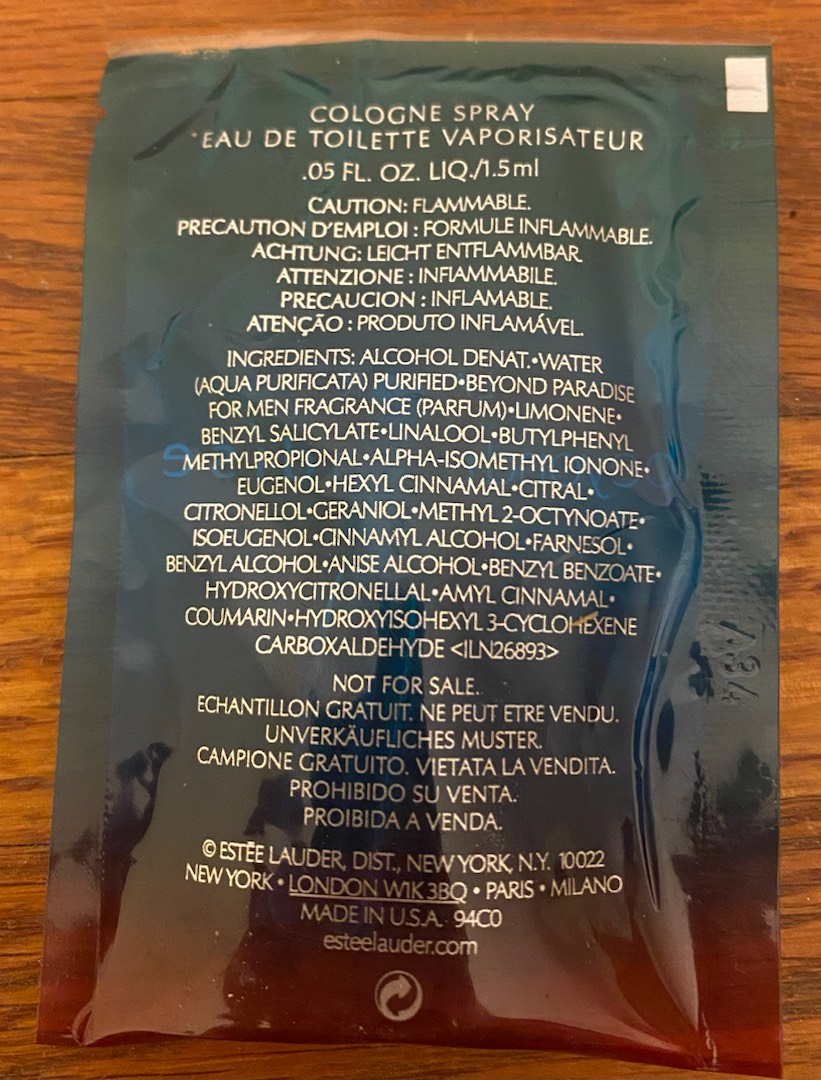 COLOGNE SPRAY
*EAU DE TOILETTE VAPORISATEUR
.05 FL. OZ. LIQ./1.5ml
CAUTION: FLAMMABLE.
PRECAUTION D'EMPLOI : FORMULE INFLAMMABLE.
ACHTUNG: LEICHT ENTFLAMMBAR.
ATTENZIONE : INFIAMMABILE.
PRECAUCION : INFLAMABLE.
ATENÇÃO : PRODUTO INFLAMÁVEL.
INGREDIENTS: ALCOHOL DENAT.•WATER
(AQUA PURIFICATA) PURIFIED•BEYOND PARADISE
FOR MEN FRAGRANCE (PARFUM)•LIMONENE•
BENZYL SALICYLATE•LINALOOL•BUTYLPHENYL
METHYLPROPIONAL•ALPHA-ISOMETHYL IONONE•
EUGENOL•HEXYL CINNAMAL•CITRAL•
CITRONELLOL•GERANIOL•METHYL 2-OCTYNOATE•
ISOEUGENOL•CINNAMYL ALCOHOL•FARNESOL•
BENZYL ALCOHOL•ANISE ALCOHOL•BENZYL BENZOATE•
HYDROXYCITRONELLAL•AMYL CINNAMAL•
COUMARIN•HYDROXYISOHEXYL 3-CYCLOHEXENE
CARBOXALDEHYDE <ILN26893>
NOT FOR SALE.
ECHANTILLON GRATUIT. NE PEUT ETRE VENDU.
UNVERKÄUFLICHES MUSTER.
CAMPIONE GRATUITO. VIETATA LA VENDITA.
PROHIBIDO SU VENTA.
PROIBIDA A VENDA.
© ESTĒE LAUDER, DIST., NEW YORK, N.Y. 10022
NEW YORK • LONDON W1K 3BQ • PARIS • MILANO
MADE IN U.S.A. 94C0
esteelauder.com